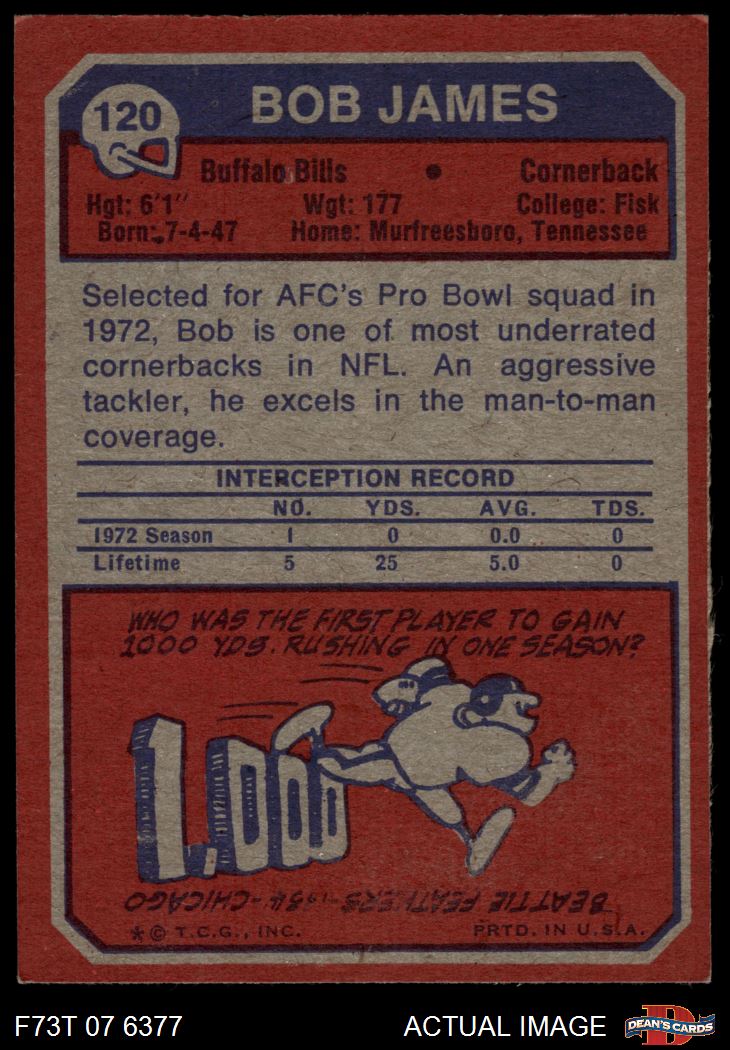 120
BOB JAMES
Buffalo Bills • Cornerback
Hgt: 6'1" Wgt: 177 College: Fisk
Born: 7-4-47 Home: Murfreesboro, Tennessee
Selected for AFC's Pro Bowl squad in
1972, Bob is one of most underrated
cornerbacks in NFL. An aggressive
tackler, he excels in the man-to-man
coverage.
INTERCEPTION RECORD
NO. YDS. AVG. TDS.
1972 Season 1 0 0.0 0
Lifetime 5 25 5.0 0
WHO WAS THE FIRST PLAYER TO GAIN
1000 YDS. RUSHING IN ONE SEASON?
1,000
BEATTIE FEATHERS-1934-CHICAGO
* © T.C.G., INC. PRTD. IN U.S.A.
F73T 07 6377 ACTUAL IMAGE D DEAN'S CARDS